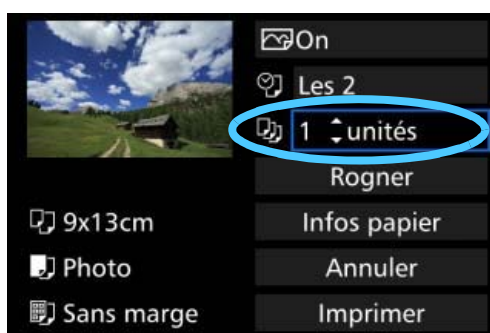 On
Les 2
1 unités
Rogner
9x13cm
Infos papier
Photo
Annuler
Sans marge
Imprimer